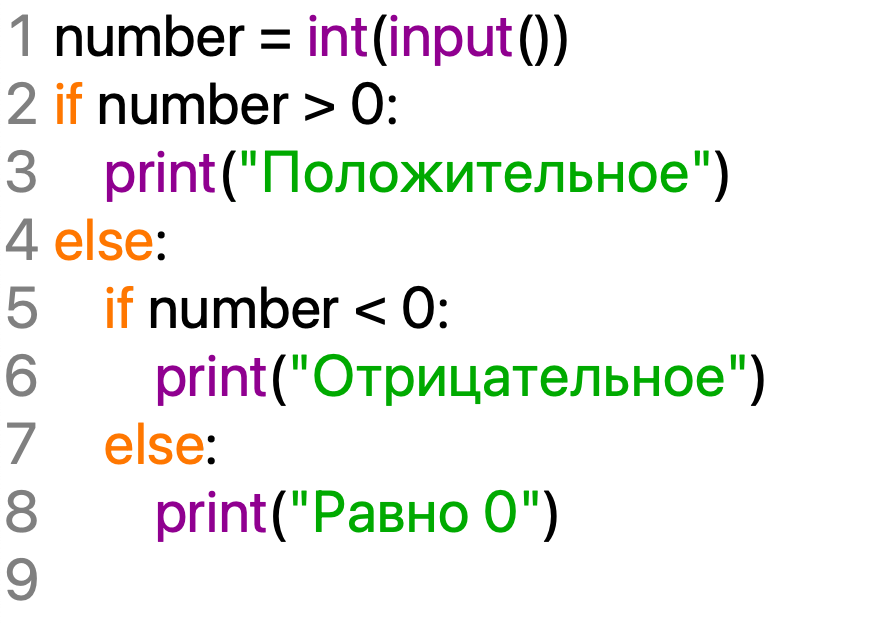 1 number = int(input())
2 if number > 0:
3     print("Положительное")
4 else:
5     if number < 0:
6         print("Отрицательное")
7     else:
8         print("Равно 0")
9